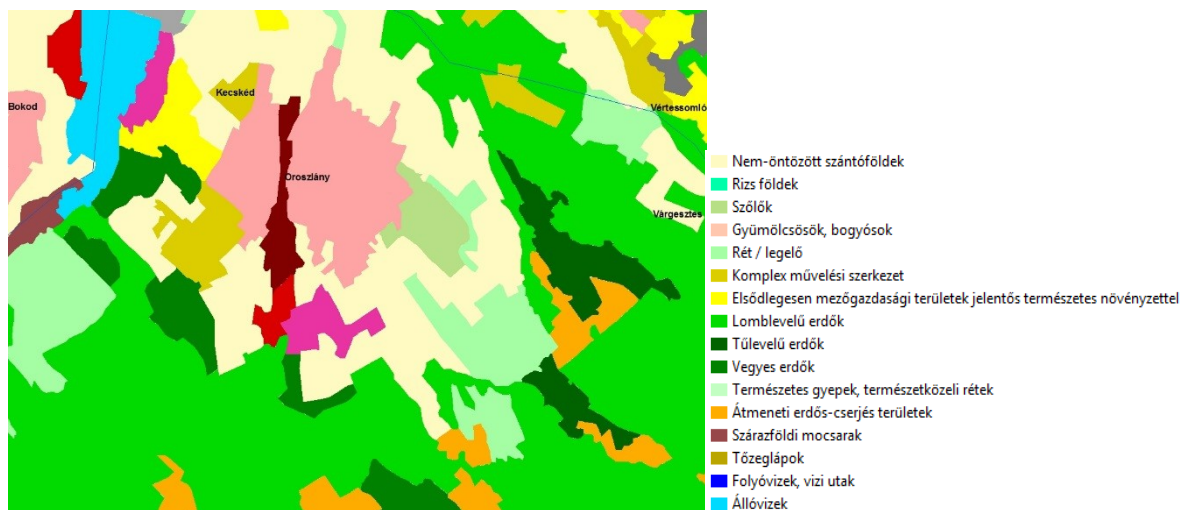 Kecskéd
Bokod
Vértessomló
Oroszlány
Várgesztes
Nem-öntözött szántóföldek
Rizs földek
Szőlők
Gyümölcsösök, bogyósok
Rét / legelő
Komplex művelési szerkezet
Elsődlegesen mezőgazdasági területek jelentős természetes növényzettel
Lomblevelű erdők
Tűlevelű erdők
Vegyes erdők
Természetes gyepek, természetközeli rétek
Átmeneti erdős-cserjés területek
Szárazföldi mocsarak
Tőzeglápok
Folyóvizek, vizi utak
Állóvizek